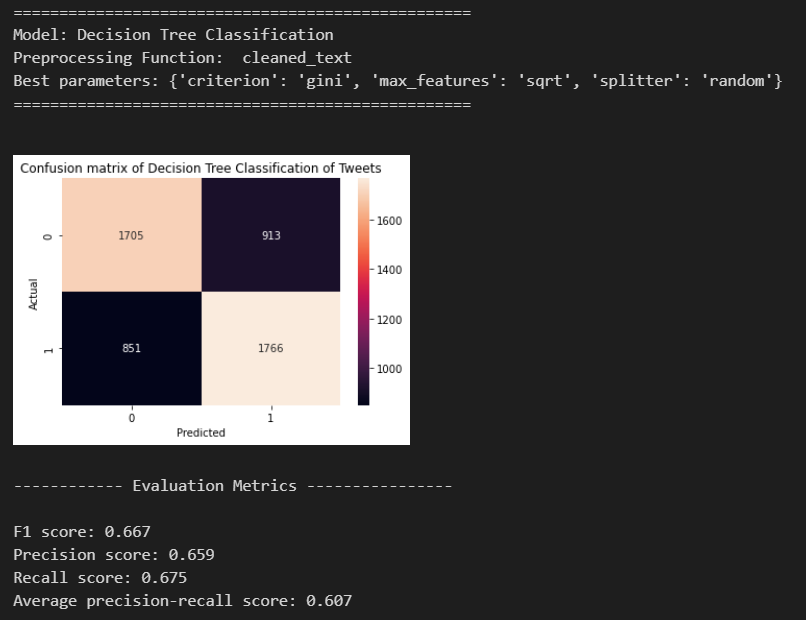 ==================================================
Model: Decision Tree Classification
Preprocessing Function:  cleaned_text
Best parameters: {'criterion': 'gini', 'max_features': 'sqrt', 'splitter': 'random'}
==================================================
Confusion matrix of Decision Tree Classification of Tweets
0
1705
913
1600
1400
Actual
1200
1
851
1766
1000
0
1
Predicted
------------ Evaluation Metrics ----------------
F1 score: 0.667
Precision score: 0.659
Recall score: 0.675
Average precision-recall score: 0.607